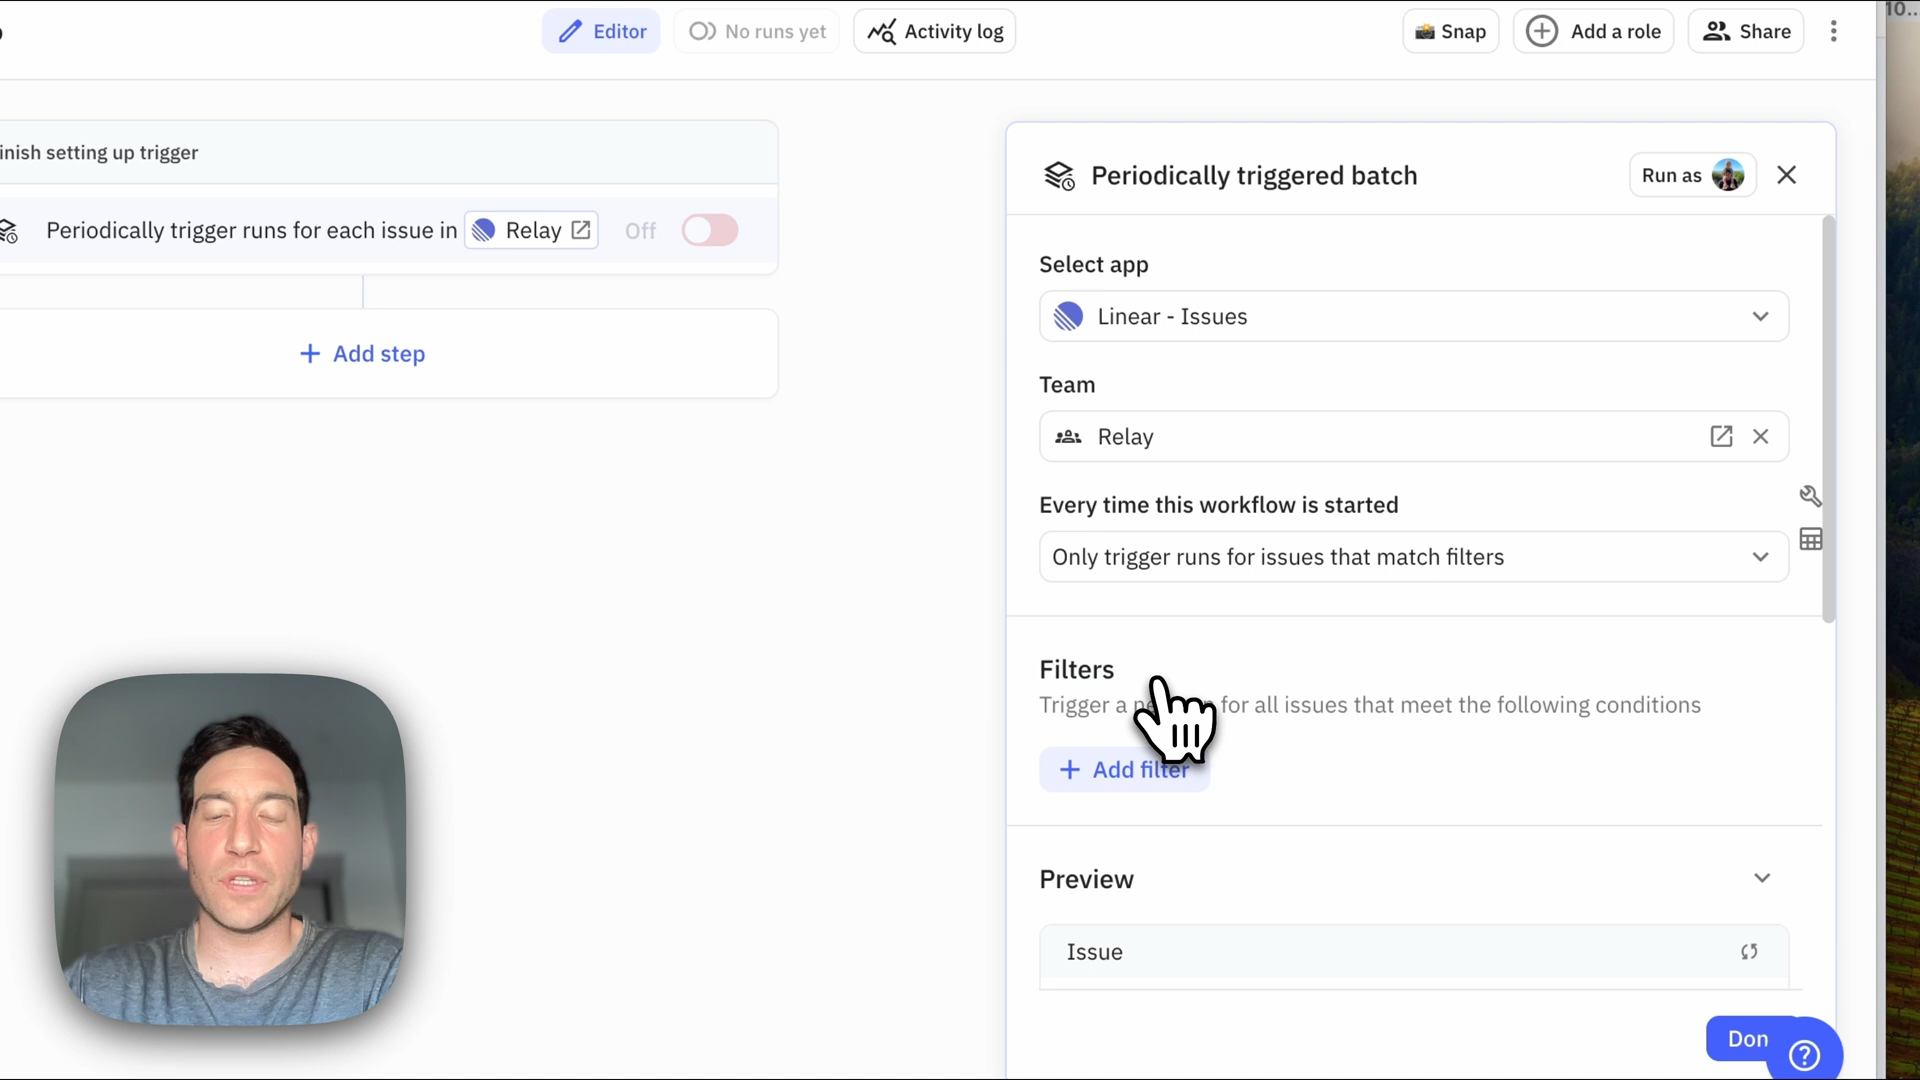 Editor
No runs yet
Activity log
Snap
Add a role
Share
10...
inish setting up trigger
Periodically trigger runs for each issue in Relay Off
Add step
Periodically triggered batch
Run as
Select app
Linear - Issues
Team
Relay
Every time this workflow is started
Only trigger runs for issues that match filters
Filters
Trigger a ne n for all issues that meet the following conditions
Add filter
Preview
Issue
Don